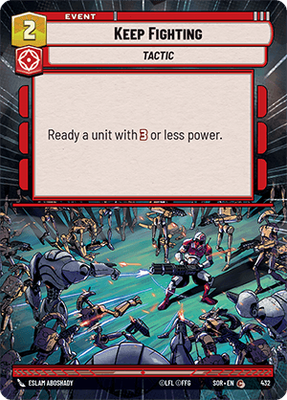 EVENT
2
KEEP FIGHTING
TACTIC
Ready a unit with 3 or less power.
ESLAM ABOSHADY
©LFL ©FFG
SOR • EN
C
432